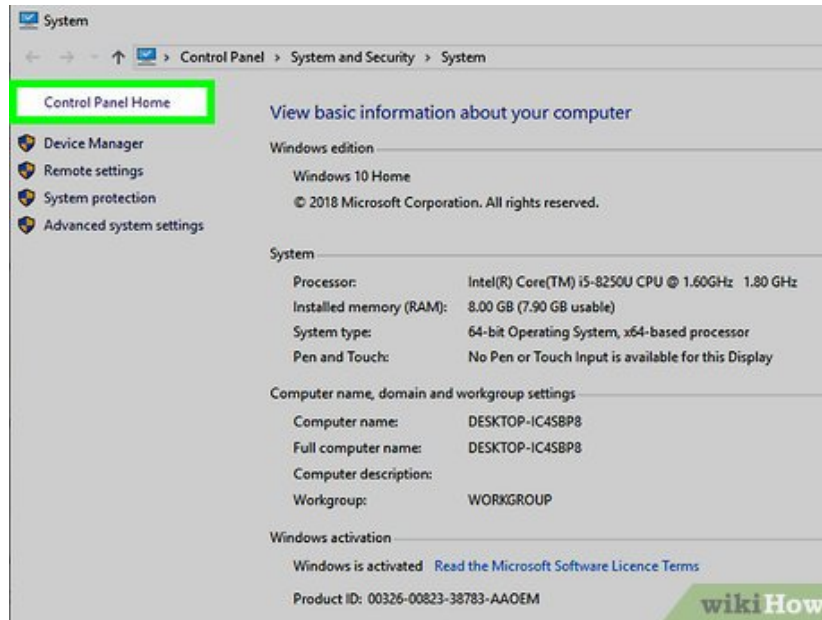 System
Control Panel > System and Security > System
Control Panel Home
Device Manager
Remote settings
System protection
Advanced system settings
View basic information about your computer
Windows edition
Windows 10 Home
© 2018 Microsoft Corporation. All rights reserved.
System
Processor: Intel(R) Core(TM) i5-8250U CPU @ 1.60GHz 1.80 GHz
Installed memory (RAM): 8.00 GB (7.90 GB usable)
System type: 64-bit Operating System, x64-based processor
Pen and Touch: No Pen or Touch Input is available for this Display
Computer name, domain and workgroup settings
Computer name: DESKTOP-IC4SBP8
Full computer name: DESKTOP-IC4SBP8
Computer description:
Workgroup: WORKGROUP
Windows activation
Windows is activated Read the Microsoft Software Licence Terms
Product ID: 00326-00823-38783-AAOEM
wikiHow